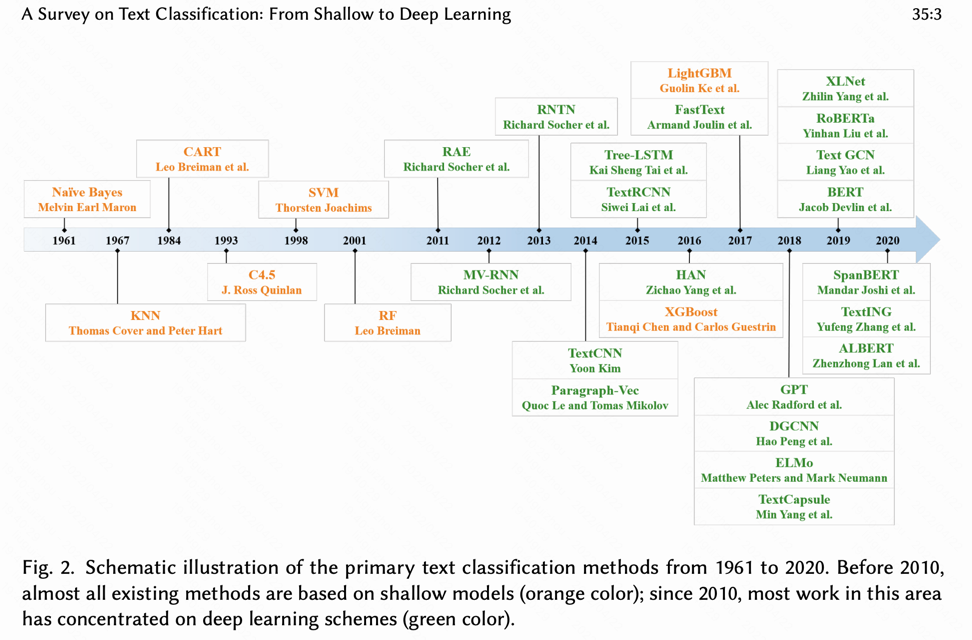 A Survey on Text Classification: From Shallow to Deep Learning
35:3
LightGBM
Guolin Ke et al.
FastText
Armand Joulin et al.
XLNet
Zhilin Yang et al.
RoBERTa
Yinhan Liu et al.
Text GCN
Liang Yao et al.
BERT
Jacob Devlin et al.
RNTN
Richard Socher et al.
CART
Leo Breiman et al.
RAE
Richard Socher et al.
Tree-LSTM
Kai Sheng Tai et al.
TextRCNN
Siwei Lai et al.
Naïve Bayes
Melvin Earl Maron
SVM
Thorsten Joachims
1961 1967 1984 1993 1998 2001 2011 2012 2013 2014 2015 2016 2017 2018 2019 2020
C4.5
J. Ross Quinlan
MV-RNN
Richard Socher et al.
HAN
Zichao Yang et al.
XGBoost
Tianqi Chen and Carlos Guestrin
SpanBERT
Mandar Joshi et al.
TextING
Yufeng Zhang et al.
ALBERT
Zhenzhong Lan et al.
KNN
Thomas Cover and Peter Hart
RF
Leo Breiman
TextCNN
Yoon Kim
Paragraph-Vec
Quoc Le and Tomas Mikolov
GPT
Alec Radford et al.
DGCNN
Hao Peng et al.
ELMo
Matthew Peters and Mark Neumann
TextCapsule
Min Yang et al.
Fig. 2. Schematic illustration of the primary text classification methods from 1961 to 2020. Before 2010,
almost all existing methods are based on shallow models (orange color); since 2010, most work in this area
has concentrated on deep learning schemes (green color).